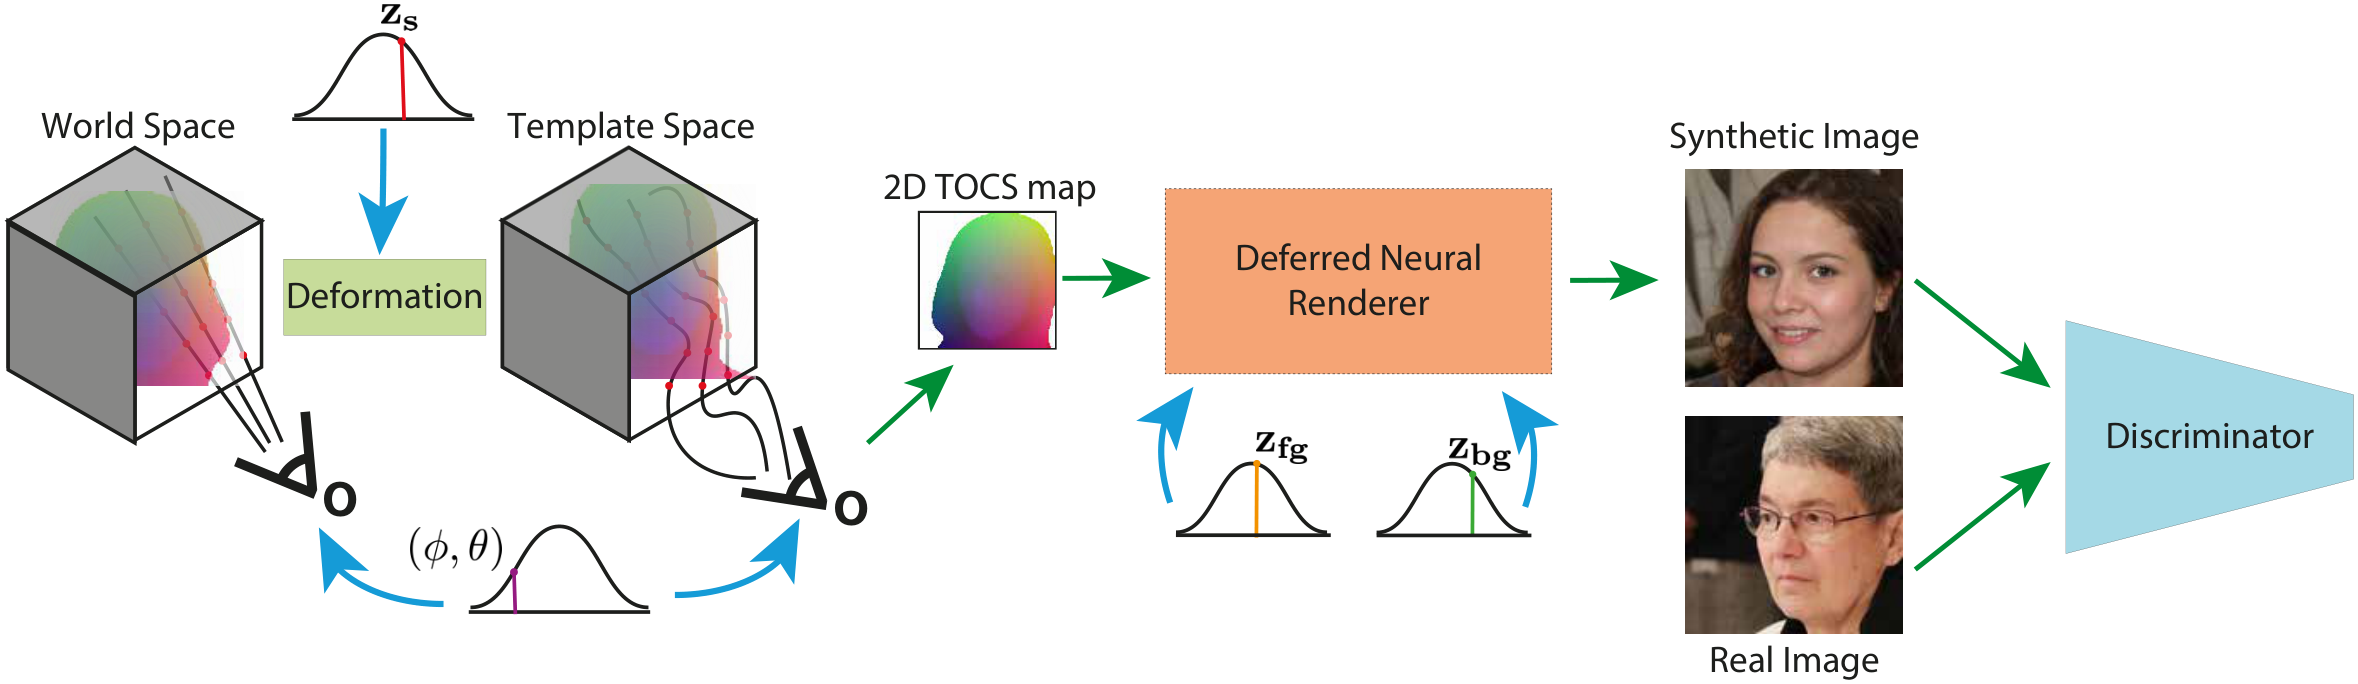 z_s
World Space
Template Space
Deformation
O
O
(ϕ, θ)
2D TOCS map
Deferred Neural
Renderer
z_fg
z_bg
Synthetic Image
Real Image
Discriminator